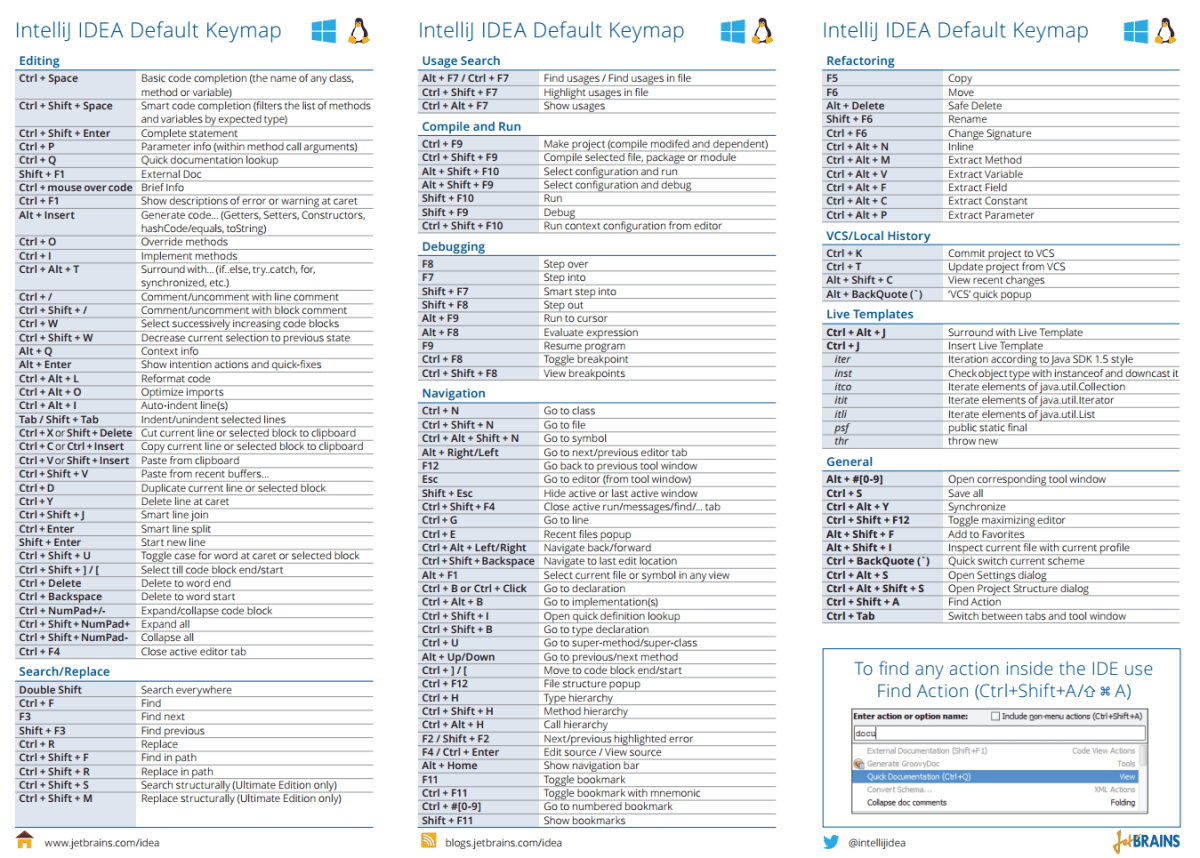 IntelliJ IDEA Default Keymap
Editing
Ctrl + Space Basic code completion (the name of any class,
method or variable)
Ctrl + Shift + Space Smart code completion (filters the list of methods
and variables by expected type)
Ctrl + Shift + Enter Complete statement
Ctrl + P Parameter info (within method call arguments)
Ctrl + Q Quick documentation lookup
Shift + F1 External Doc
Ctrl + mouse over code Brief Info
Ctrl + F1 Show descriptions of error or warning at caret
Alt + Insert Generate code... (Getters, Setters, Constructors,
hashCode/equals, toString)
Ctrl + O Override methods
Ctrl + I Implement methods
Ctrl + Alt + T Surround with... (if..else, try..catch, for,
synchronized, etc.)
Ctrl + / Comment/uncomment with line comment
Ctrl + Shift + / Comment/uncomment with block comment
Ctrl + W Select successively increasing code blocks
Ctrl + Shift + W Decrease current selection to previous state
Alt + Q Context info
Alt + Enter Show intention actions and quick-fixes
Ctrl + Alt + L Reformat code
Ctrl + Alt + O Optimize imports
Ctrl + Alt + I Auto-indent line(s)
Tab / Shift + Tab Indent/unindent selected lines
Ctrl + X or Shift + Delete Cut current line or selected block to clipboard
Ctrl + C or Ctrl + Insert Copy current line or selected block to clipboard
Ctrl + V or Shift + Insert Paste from clipboard
Ctrl + Shift + V Paste from recent buffers...
Ctrl + D Duplicate current line or selected block
Ctrl + Y Delete line at caret
Ctrl + Shift + J Smart line join
Ctrl + Enter Smart line split
Shift + Enter Start new line
Ctrl + Shift + U Toggle case for word at caret or selected block
Ctrl + Shift + ] / [ Select till code block end/start
Ctrl + Delete Delete to word end
Ctrl + Backspace Delete to word start
Ctrl + NumPad+/- Expand/collapse code block
Ctrl + Shift + NumPad+ Expand all
Ctrl + Shift + NumPad- Collapse all
Ctrl + F4 Close active editor tab
Search/Replace
Double Shift Search everywhere
Ctrl + F Find
F3 Find next
Shift + F3 Find previous
Ctrl + R Replace
Ctrl + Shift + F Find in path
Ctrl + Shift + R Replace in path
Ctrl + Shift + S Search structurally (Ultimate Edition only)
Ctrl + Shift + M Replace structurally (Ultimate Edition only)
www.jetbrains.com/idea
IntelliJ IDEA Default Keymap
Usage Search
Alt + F7 / Ctrl + F7 Find usages / Find usages in file
Ctrl + Shift + F7 Highlight usages in file
Ctrl + Alt + F7 Show usages
Compile and Run
Ctrl + F9 Make project (compile modifed and dependent)
Ctrl + Shift + F9 Compile selected file, package or module
Alt + Shift + F10 Select configuration and run
Alt + Shift + F9 Select configuration and debug
Shift + F10 Run
Shift + F9 Debug
Ctrl + Shift + F10 Run context configuration from editor
Debugging
F8 Step over
F7 Step into
Shift + F7 Smart step into
Shift + F8 Step out
Alt + F9 Run to cursor
Alt + F8 Evaluate expression
F9 Resume program
Ctrl + F8 Toggle breakpoint
Ctrl + Shift + F8 View breakpoints
Navigation
Ctrl + N Go to class
Ctrl + Shift + N Go to file
Ctrl + Alt + Shift + N Go to symbol
Alt + Right/Left Go to next/previous editor tab
F12 Go back to previous tool window
Esc Go to editor (from tool window)
Shift + Esc Hide active or last active window
Ctrl + Shift + F4 Close active run/messages/find/... tab
Ctrl + G Go to line
Ctrl + E Recent files popup
Ctrl + Alt + Left/Right Navigate back/forward
Ctrl + Shift + Backspace Navigate to last edit location
Alt + F1 Select current file or symbol in any view
Ctrl + B or Ctrl + Click Go to declaration
Ctrl + Alt + B Go to implementation(s)
Ctrl + Shift + I Open quick definition lookup
Ctrl + Shift + B Go to type declaration
Ctrl + U Go to super-method/super-class
Alt + Up/Down Go to previous/next method
Ctrl + ] / [ Move to code block end/start
Ctrl + F12 File structure popup
Ctrl + H Type hierarchy
Ctrl + Shift + H Method hierarchy
Ctrl + Alt + H Call hierarchy
F2 / Shift + F2 Next/previous highlighted error
F4 / Ctrl + Enter Edit source / View source
Alt + Home Show navigation bar
F11 Toggle bookmark
Ctrl + F11 Toggle bookmark with mnemonic
Ctrl + #[0-9] Go to numbered bookmark
Shift + F11 Show bookmarks
blogs.jetbrains.com/idea
IntelliJ IDEA Default Keymap
Refactoring
F5 Copy
F6 Move
Alt + Delete Safe Delete
Shift + F6 Rename
Ctrl + F6 Change Signature
Ctrl + Alt + N Inline
Ctrl + Alt + M Extract Method
Ctrl + Alt + V Extract Variable
Ctrl + Alt + F Extract Field
Ctrl + Alt + C Extract Constant
Ctrl + Alt + P Extract Parameter
VCS/Local History
Ctrl + K Commit project to VCS
Ctrl + T Update project from VCS
Alt + Shift + C View recent changes
Alt + BackQuote (`) ‘VCS’ quick popup
Live Templates
Ctrl + Alt + J Surround with Live Template
Ctrl + J Insert Live Template
iter Iteration according to Java SDK 1.5 style
inst Check object type with instanceof and downcast it
itco Iterate elements of java.util.Collection
itit Iterate elements of java.util.Iterator
itli Iterate elements of java.util.List
psf public static final
thr throw new
General
Alt + #[0-9] Open corresponding tool window
Ctrl + S Save all
Ctrl + Alt + Y Synchronize
Ctrl + Shift + F12 Toggle maximizing editor
Alt + Shift + F Add to Favorites
Alt + Shift + I Inspect current file with current profile
Ctrl + BackQuote (`) Quick switch current scheme
Ctrl + Alt + S Open Settings dialog
Ctrl + Alt + Shift + S Open Project Structure dialog
Ctrl + Shift + A Find Action
Ctrl + Tab Switch between tabs and tool window
To find any action inside the IDE use
Find Action (Ctrl+Shift+A/⇧ ⌘ A)
Enter action or option name: Include non-menu actions (Ctrl+Shift+A)
docu
External Documentation (Shift+F1) Code View Actions
Generate GroovyDoc Tools
Quick Documentation (Ctrl+Q) View
Convert Schema... XML Actions
Collapse doc comments Folding
@intellijidea
JetBRAINS